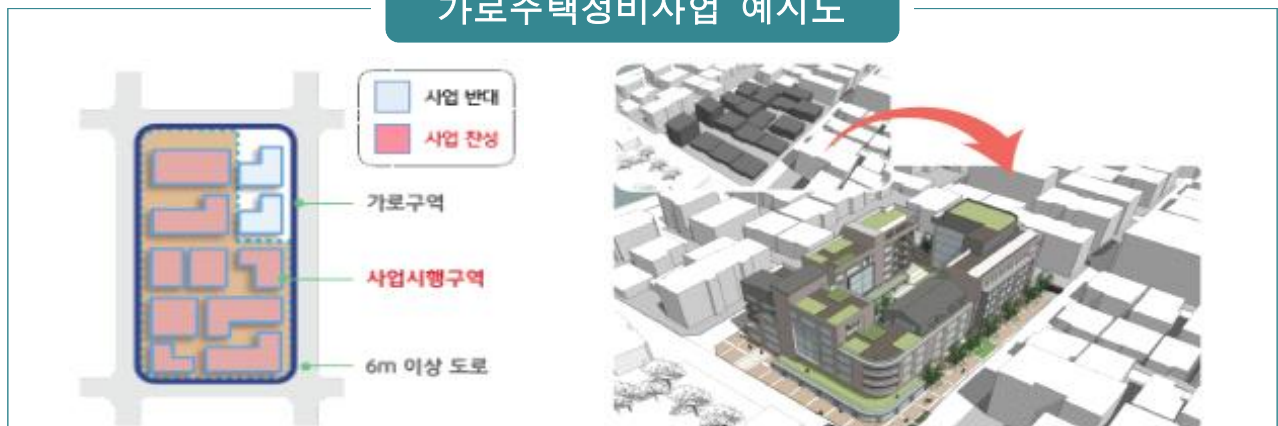 가로주택정비사업 예시도
사업 반대
사업 찬성
가로구역
사업시행구역
6m 이상 도로